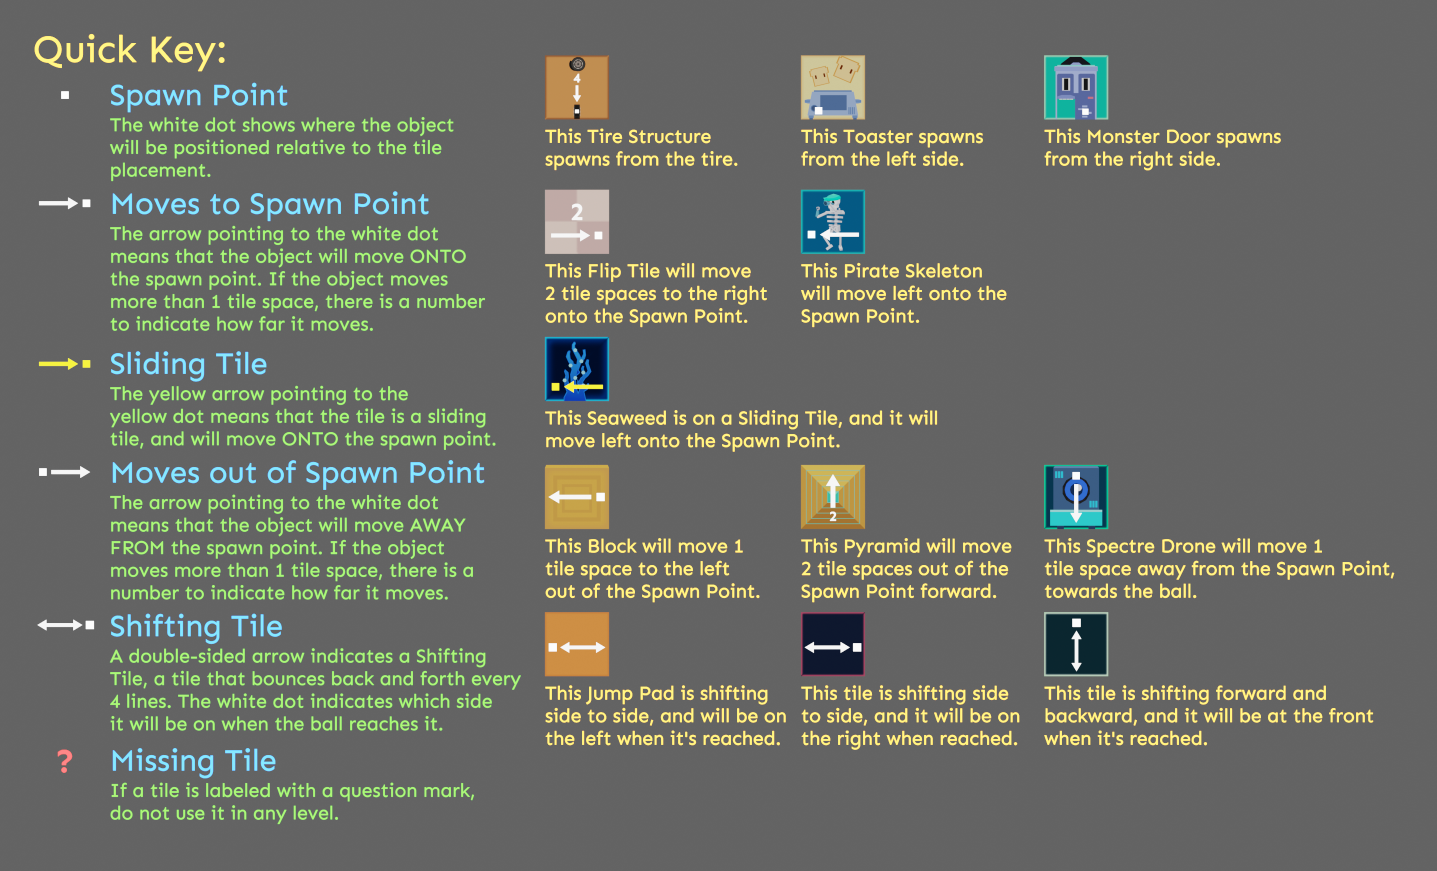 Quick Key:
Spawn Point
The white dot shows where the object
will be positioned relative to the tile
placement.
4
This Tire Structure
spawns from the tire.
This Toaster spawns
from the left side.
This Monster Door spawns
from the right side.
Moves to Spawn Point
The arrow pointing to the white dot
means that the object will move ONTO
the spawn point. If the object moves
more than 1 tile space, there is a number
to indicate how far it moves.
2
This Flip Tile will move
2 tile spaces to the right
onto the Spawn Point.
This Pirate Skeleton
will move left onto the
Spawn Point.
Sliding Tile
The yellow arrow pointing to the
yellow dot means that the tile is a sliding
tile, and will move ONTO the spawn point.
This Seaweed is on a Sliding Tile, and it will
move left onto the Spawn Point.
Moves out of Spawn Point
The arrow pointing to the white dot
means that the object will move AWAY
FROM the spawn point. If the object
moves more than 1 tile space, there is a
number to indicate how far it moves.
This Block will move 1
tile space to the left
out of the Spawn Point.
2
This Pyramid will move
2 tile spaces out of the
Spawn Point forward.
This Spectre Drone will move 1
tile space away from the Spawn Point,
towards the ball.
Shifting Tile
A double-sided arrow indicates a Shifting
Tile, a tile that bounces back and forth every
4 lines. The white dot indicates which side
it will be on when the ball reaches it.
This Jump Pad is shifting
side to side, and will be on
the left when it's reached.
This tile is shifting side
to side, and it will be on
the right when reached.
This tile is shifting forward and
backward, and it will be at the front
when it's reached.
?
Missing Tile
If a tile is labeled with a question mark,
do not use it in any level.